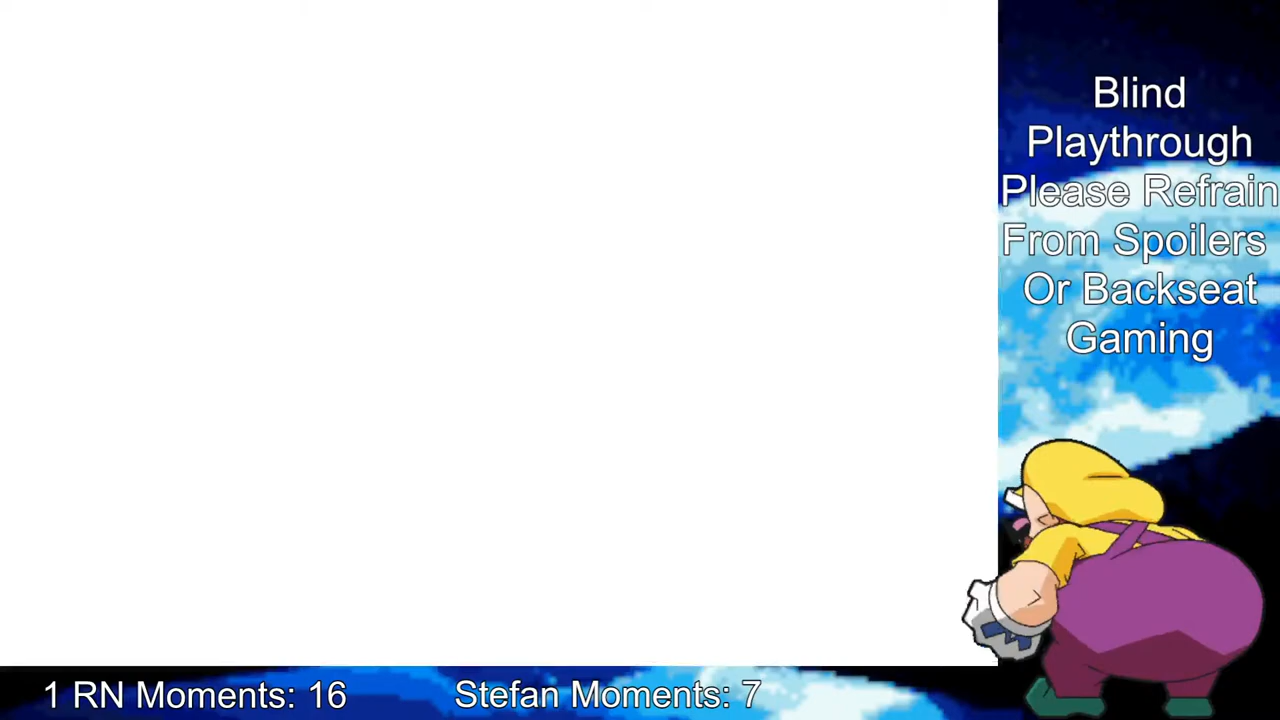 Blind
Playthrough
Please Refrain
From Spoilers
Or Backseat
Gaming
W
1 RN Moments: 16
Stefan Moments: 7